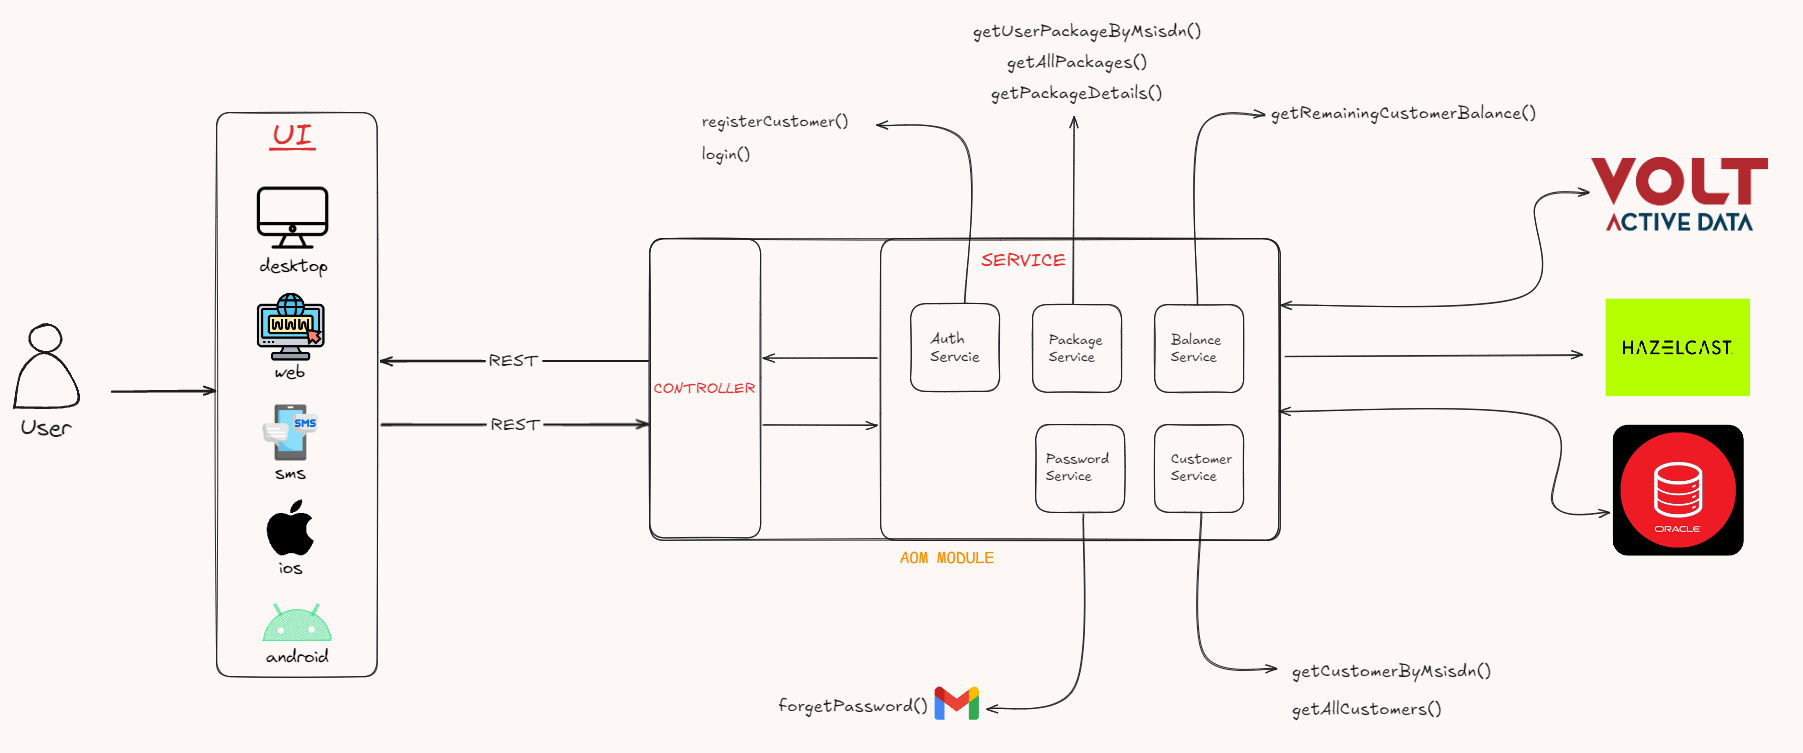 getUserPackageByMsisdn()
getAllPackages()
getPackageDetails()
registerCustomer()
login()
getRemainingCustomerBalance()
UI
desktop
WWW
web
SMS
sms
ios
android
User
REST
REST
CONTROLLER
SERVICE
Auth
Servcie
Package
Service
Balance
Service
Password
Service
Customer
Service
AOM MODULE
VOLT
ACTIVE DATA
HAZELCAST
ORACLE
forgetPassword()
getCustomerByMsisdn()
getAllCustomers()